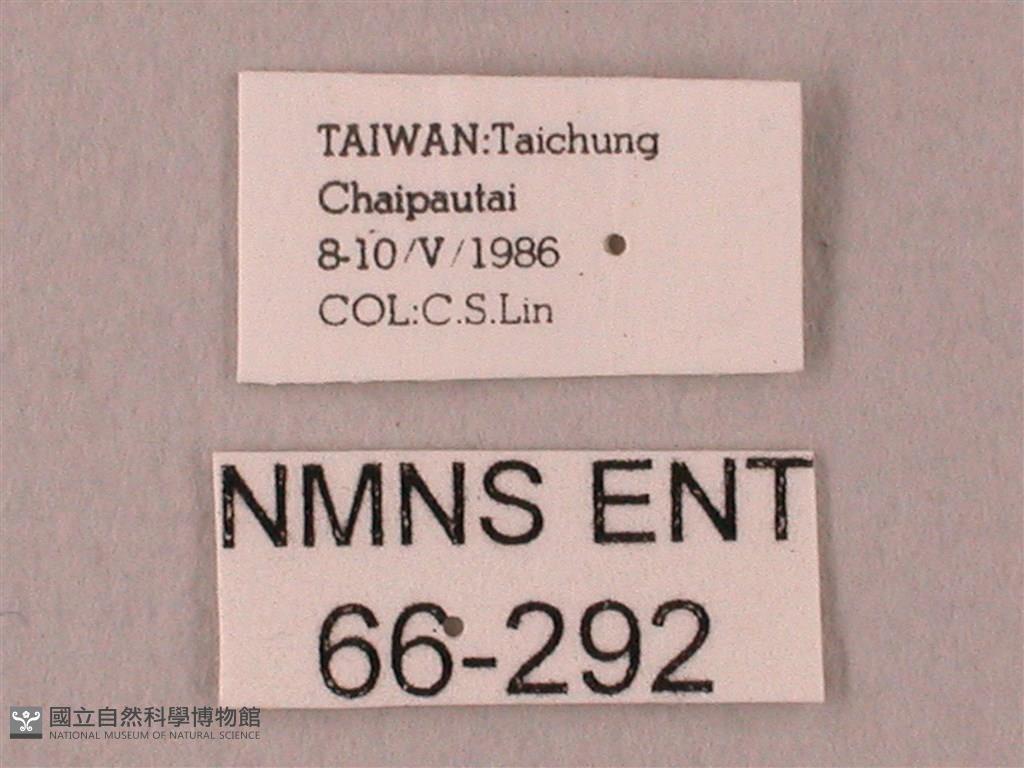 TAIWAN:Taichung
Chaipautai
8-10/V/1986
COL:C.S.Lin
NMNS ENT
66-292
國立自然科學博物館
NATIONAL MUSEUM OF NATURAL SCIENCE